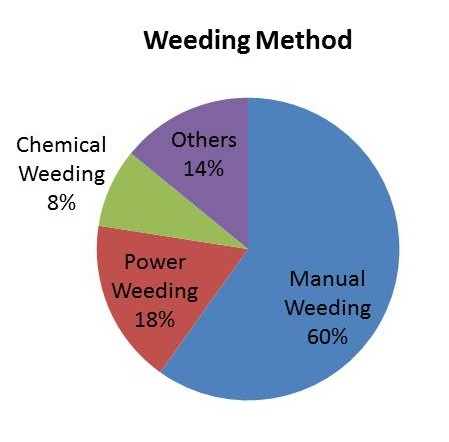 Weeding Method
Chemical
Weeding
8%
Others
14%
Power
Weeding
18%
Manual
Weeding
60%